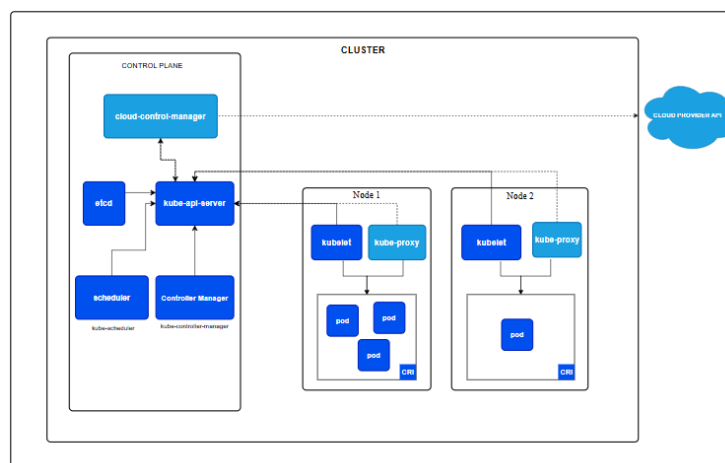 CLUSTER
CONTROL PLANE
cloud-control-manager
CLOUD PROVIDER API
etcd
kube-api-server
scheduler
kube-scheduler
Controller Manager
kube-controller-manager
Node 1
kubelet
kube-proxy
pod
pod
pod
CRI
Node 2
kubelet
kube-proxy
pod
CRI